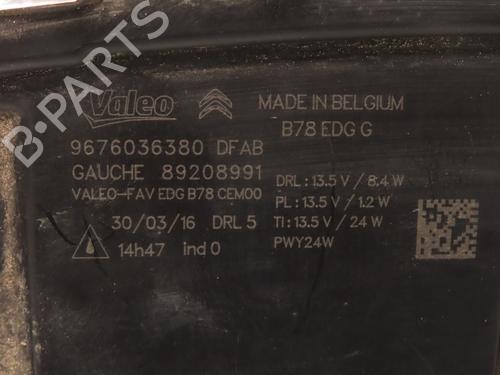 Valeo
MADE IN BELGIUM
B78 EDG G
9676036380 DFAB
GAUCHE 89208991
VALEO-FAV EDG B78 CEM00
DRL : 13.5 V / 8.4 W
PL : 13.5 V / 1.2 W
TI : 13.5 V / 24 W
PWY24W
30/03/16 DRL 5
14h47 ind 0